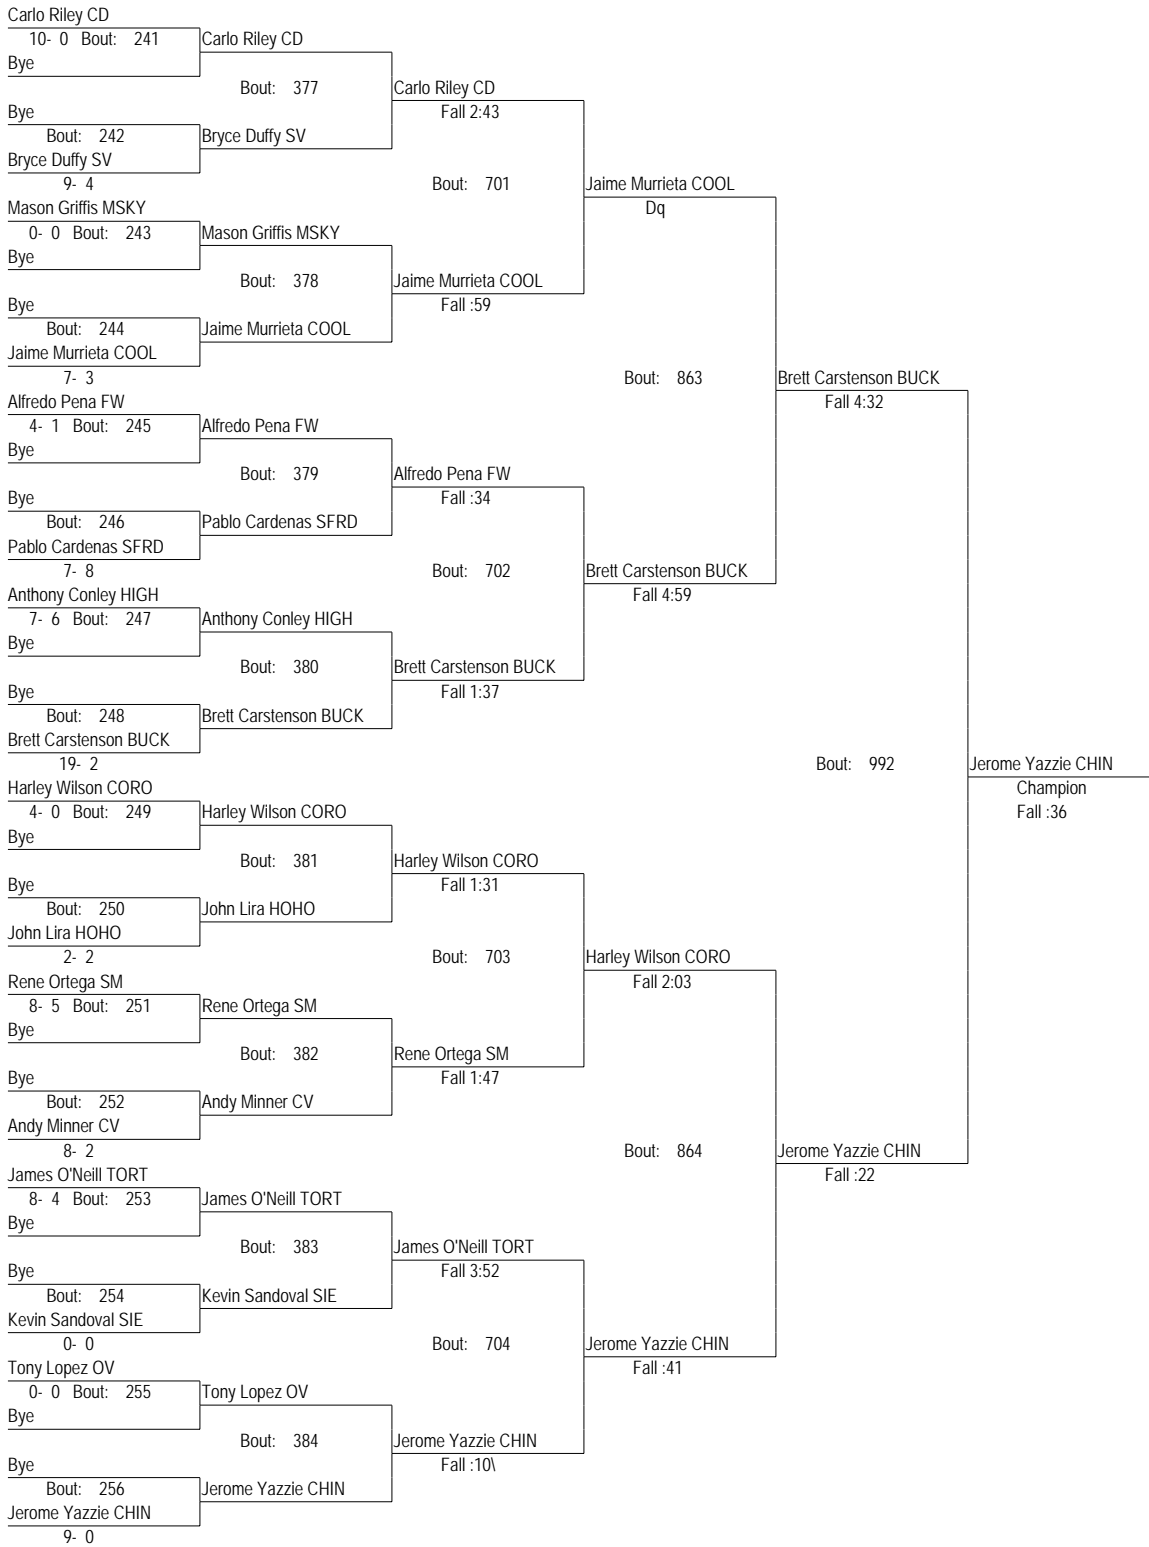 Carlo Riley CD
10- 0 Bout: 241 Carlo Riley CD
Bye
Bout: 377 Carlo Riley CD
Bye Fall 2:43
Bout: 242 Bryce Duffy SV
Bryce Duffy SV
9- 4 Bout: 701 Jaime Murrieta COOL
Mason Griffis MSKY Dq
0- 0 Bout: 243 Mason Griffis MSKY
Bye
Bout: 378 Jaime Murrieta COOL
Bye Fall :59
Bout: 244 Jaime Murrieta COOL
Jaime Murrieta COOL
7- 3 Bout: 863 Brett Carstenson BUCK
Alfredo Pena FW Fall 4:32
4- 1 Bout: 245 Alfredo Pena FW
Bye
Bout: 379 Alfredo Pena FW
Bye Fall :34
Bout: 246 Pablo Cardenas SFRD
Pablo Cardenas SFRD
7- 8 Bout: 702 Brett Carstenson BUCK
Anthony Conley HIGH Fall 4:59
7- 6 Bout: 247 Anthony Conley HIGH
Bye
Bout: 380 Brett Carstenson BUCK
Bye Fall 1:37
Bout: 248 Brett Carstenson BUCK
Brett Carstenson BUCK
19- 2 Bout: 992 Jerome Yazzie CHIN
Harley Wilson CORO Champion
4- 0 Bout: 249 Harley Wilson CORO Fall :36
Bye
Bout: 381 Harley Wilson CORO
Bye Fall 1:31
Bout: 250 John Lira HOHO
John Lira HOHO
2- 2 Bout: 703 Harley Wilson CORO
Rene Ortega SM Fall 2:03
8- 5 Bout: 251 Rene Ortega SM
Bye
Bout: 382 Rene Ortega SM
Bye Fall 1:47
Bout: 252 Andy Minner CV
Andy Minner CV
8- 2 Bout: 864 Jerome Yazzie CHIN
James O'Neill TORT Fall :22
8- 4 Bout: 253 James O'Neill TORT
Bye
Bout: 383 James O'Neill TORT
Bye Fall 3:52
Bout: 254 Kevin Sandoval SIE
Kevin Sandoval SIE
0- 0 Bout: 704 Jerome Yazzie CHIN
Tony Lopez OV Fall :41
0- 0 Bout: 255 Tony Lopez OV
Bye
Bout: 384 Jerome Yazzie CHIN
Bye Fall :10\
Bout: 256 Jerome Yazzie CHIN
Jerome Yazzie CHIN
9- 0